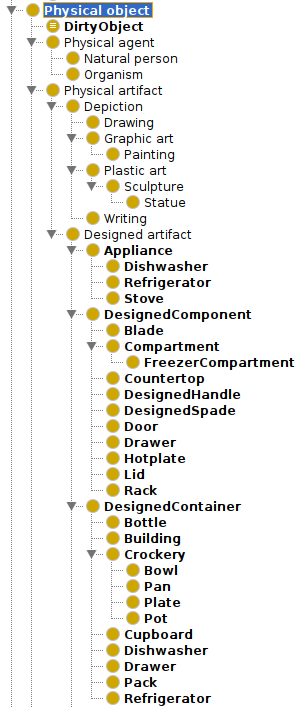 Physical object
DirtyObject
Physical agent
Natural person
Organism
Physical artifact
Depiction
Drawing
Graphic art
Painting
Plastic art
Sculpture
Statue
Writing
Designed artifact
Appliance
Dishwasher
Refrigerator
Stove
DesignedComponent
Blade
Compartment
FreezerCompartment
Countertop
DesignedHandle
DesignedSpade
Door
Drawer
Hotplate
Lid
Rack
DesignedContainer
Bottle
Building
Crockery
Bowl
Pan
Plate
Pot
Cupboard
Dishwasher
Drawer
Pack
Refrigerator